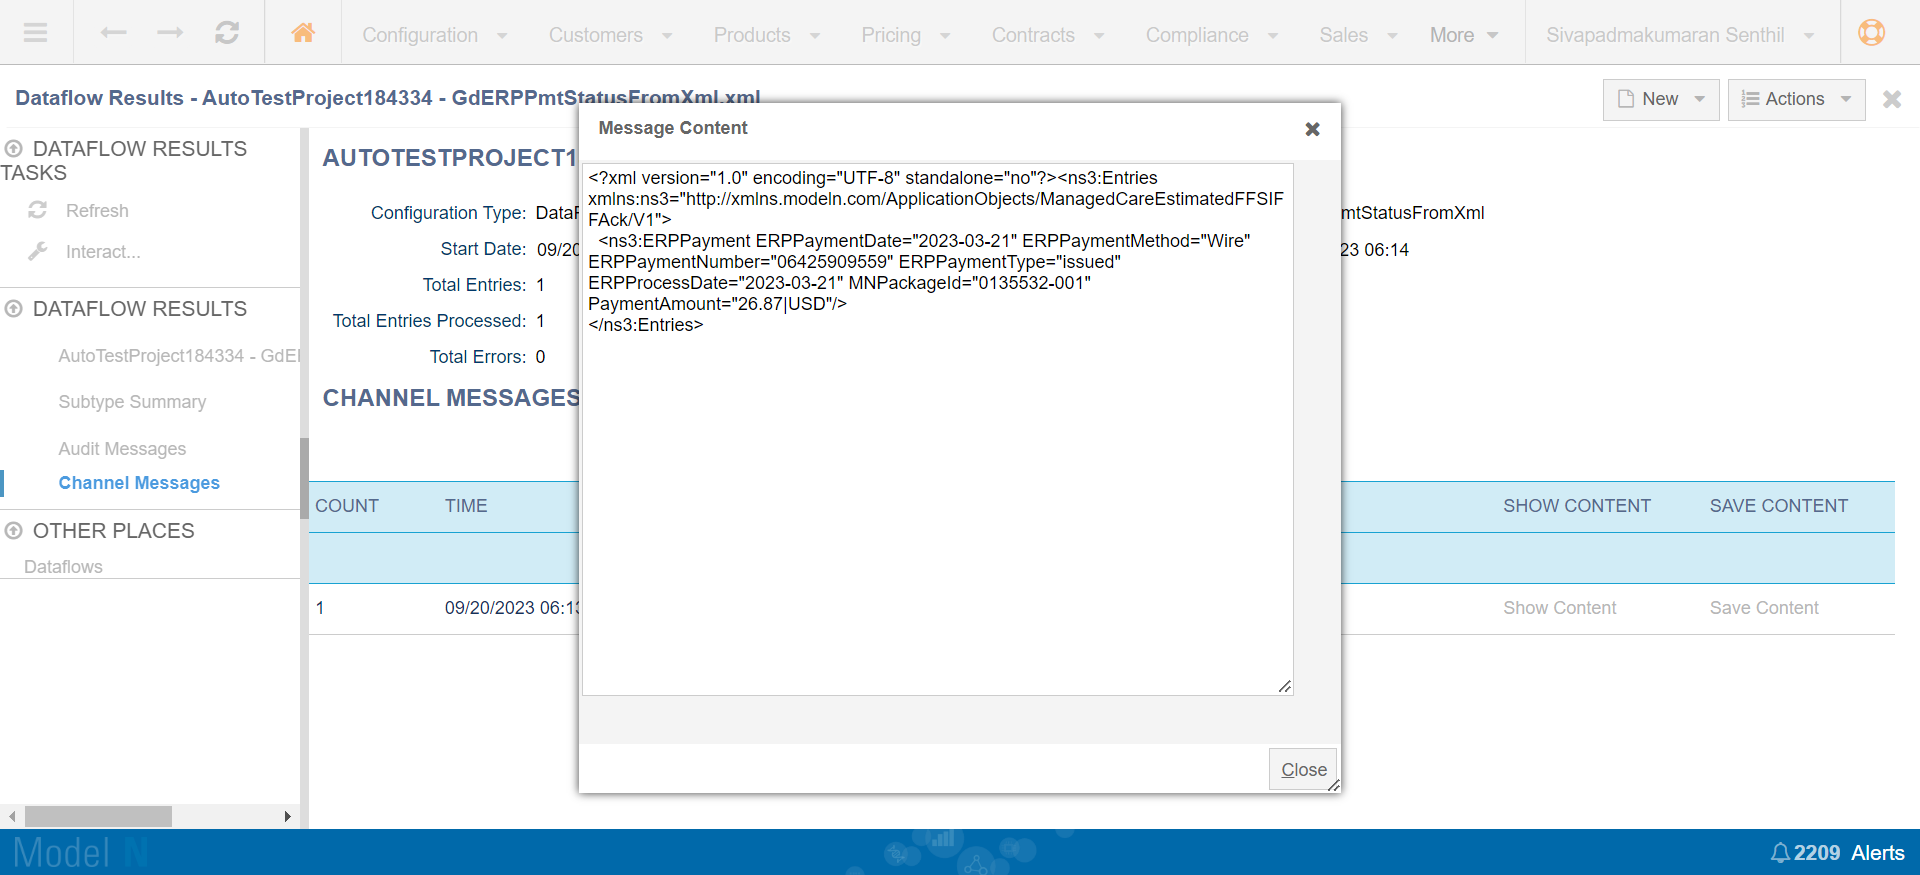 Configuration
Customers
Products
Pricing
Contracts
Compliance
Sales
More
Sivapadmakumaran Senthil
Dataflow Results - AutoTestProject184334 - GdERPPmtStatusFromXml.xml
New
Actions
DATAFLOW RESULTS
TASKS
Refresh
Interact...
DATAFLOW RESULTS
AutoTestProject184334 - GdE
Subtype Summary
Audit Messages
Channel Messages
OTHER PLACES
Dataflows
AUTOTESTPROJECT1
Configuration Type: Data
mtStatusFromXml
Start Date: 09/20
23 06:14
Total Entries: 1
Total Entries Processed: 1
Total Errors: 0
CHANNEL MESSAGES
COUNT
TIME
SHOW CONTENT
SAVE CONTENT
1
09/20/2023 06:13
Show Content
Save Content
Message Content
<?xml version="1.0" encoding="UTF-8" standalone="no"?><ns3:Entries
xmlns:ns3="http://xmlns.modeln.com/ApplicationObjects/ManagedCareEstimatedFFSIF
FAck/V1">
<ns3:ERPPayment ERPPaymentDate="2023-03-21" ERPPaymentMethod="Wire"
ERPPaymentNumber="06425909559" ERPPaymentType="issued"
ERPProcessDate="2023-03-21" MNPackageId="0135532-001"
PaymentAmount="26.87|USD"/>
</ns3:Entries>
Close
Model N
2209 Alerts